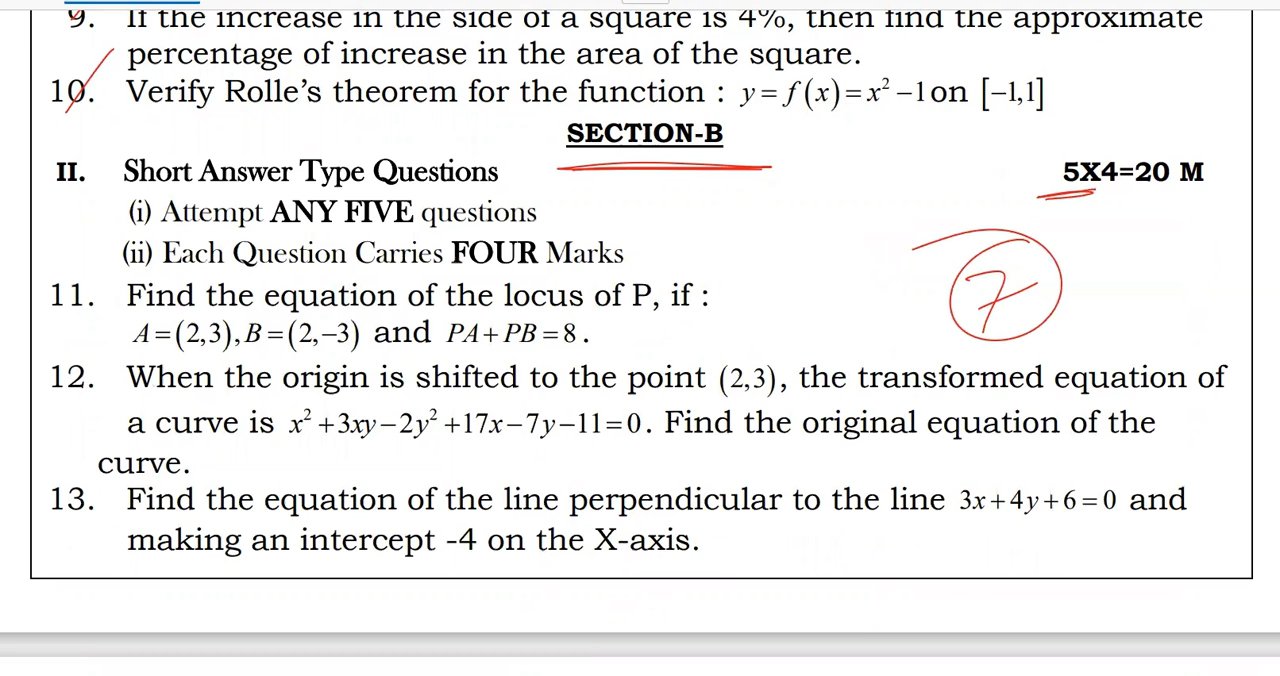 9. If the increase in the side of a square is 4%, then find the approximate
percentage of increase in the area of the square.
10. Verify Rolle's theorem for the function : y = f(x) = x² − 1 on [−1,1]
SECTION-B
II. Short Answer Type Questions 5X4=20 M
(i) Attempt ANY FIVE questions
(ii) Each Question Carries FOUR Marks
7
11. Find the equation of the locus of P, if :
A = (2,3), B = (2,−3) and PA + PB = 8.
12. When the origin is shifted to the point (2,3), the transformed equation of
a curve is x² + 3xy − 2y² + 17x − 7y − 11 = 0. Find the original equation of the
curve.
13. Find the equation of the line perpendicular to the line 3x + 4y + 6 = 0 and
making an intercept -4 on the X-axis.